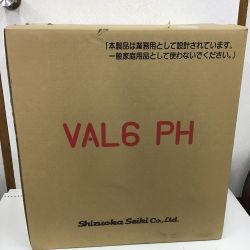 「本製品は業務用として設計されています。
一般家庭用品として使わないでください。」
VAL6 PH
Shizuoka Seiki Co.,Ltd.